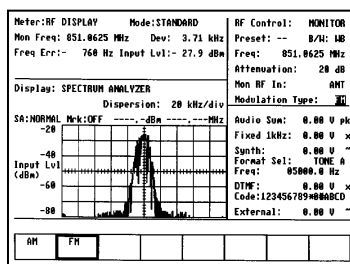 Meter:RF DISPLAY Mode:STANDARD
Mon Freq: 851.0625 MHz Dev: 3.71 kHz
Freq Err:- 760 Hz Input Lvl:- 27.9 dBm
Display: SPECTRUM ANALYZER
Dispersion: 20 kHz/div
SA:NORMAL Mrk:OFF ----.-dBm ----.--MHz
-20
-40
Input Lvl
(dBm)
-60
-80
RF Control: MONITOR
Preset: -- B/W: WB
Freq: 851.0625 MHz
Attenuation: 20 dB
Mon RF In: ANT
Modulation Type:
Audio Sum: 0.00 V pk
Fixed 1kHz: 0.00 V
Synth: 0.00 V ~
Format Sel: TONE A
Freq: 05000.0 Hz
DTMF: 0.00 V
Code:123456789*0#ABCD
External: 0.00 V ~
AM FM